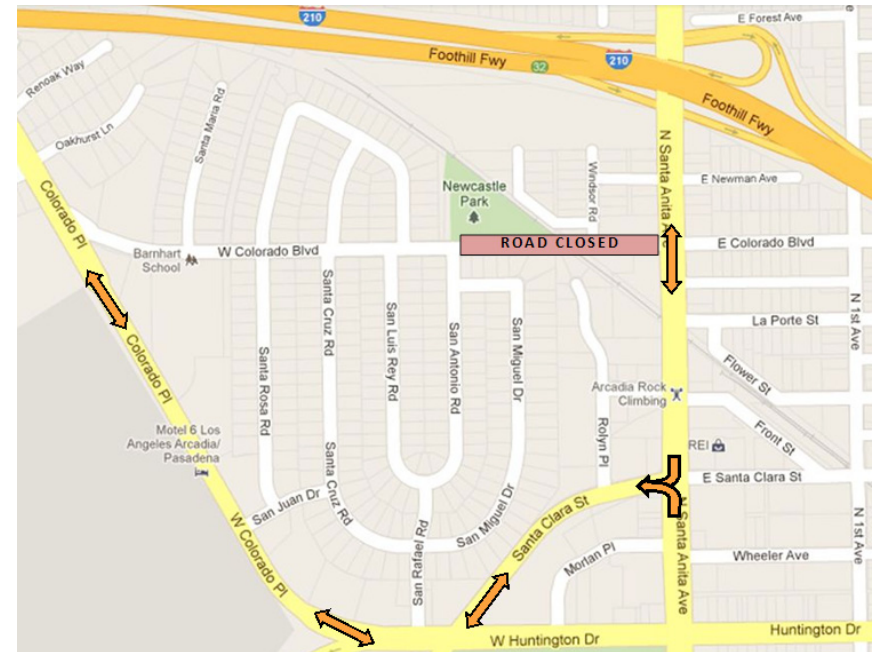 210
E Forest Ave
Foothill Fwy
32
210
Renoak Way
Foothill Fwy
Oakhurst Ln
Santa Maria Rd
N Santa Anita Ave
Windsor Rd
E Newman Ave
Colorado Pl
Newcastle
Park
ROAD CLOSED
W Colorado Blvd
E Colorado Blvd
Barnhart
School
Santa Cruz Rd
San Luis Rey Rd
San Antonio Rd
San Miguel Dr
N 1st Ave
La Porte St
Colorado Pl
Santa Rosa Rd
Flower St
Arcadia Rock
Climbing
Rolyn Pl
Front St
Motel 6 Los
Angeles Arcadia/
Pasadena
REI
Santa Cruz Rd
E Santa Clara St
San Juan Dr
San Miguel Dr
Santa Clara St
N Santa Anita Ave
N 1st Ave
W Colorado Pl
San Rafael Rd
Morlan Pl
Wheeler Ave
W Huntington Dr
Huntington Dr